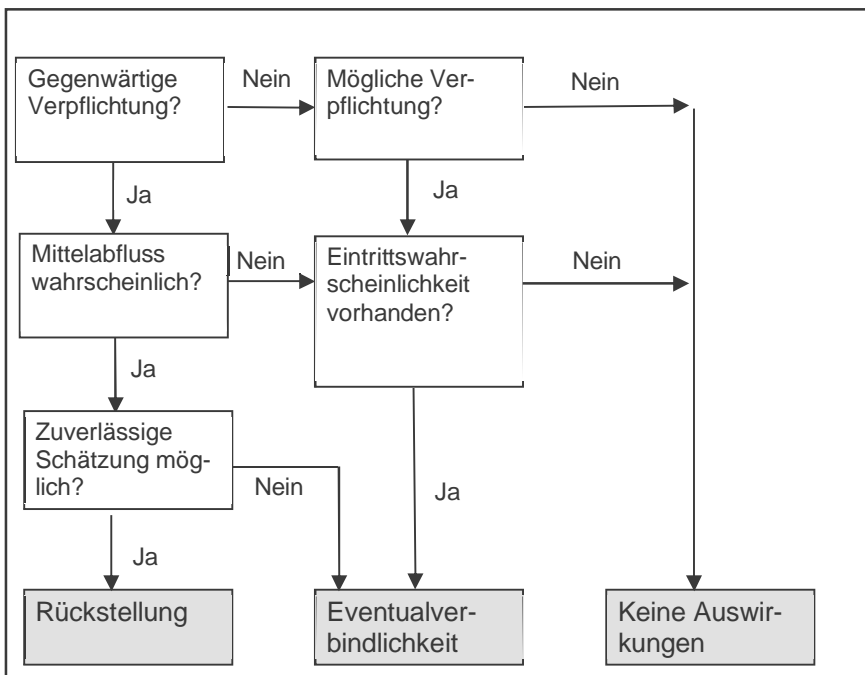 Gegenwärtige
Verpflichtung?
Nein
Mögliche Ver-
pflichtung?
Nein
Ja
Ja
Mittelabfluss
wahrscheinlich?
Nein
Eintrittswahr-
scheinlichkeit
vorhanden?
Nein
Ja
Zuverlässige
Schätzung mög-
lich?
Nein
Ja
Ja
Rückstellung
Eventualver-
bindlichkeit
Keine Auswir-
kungen